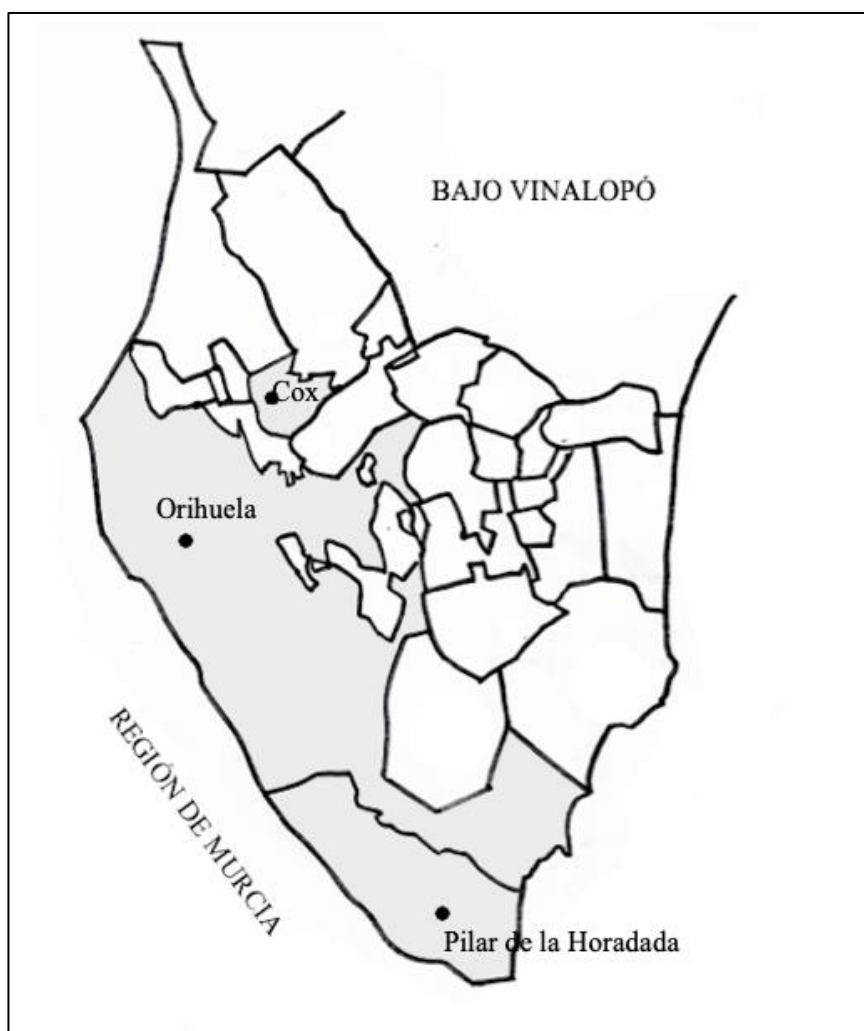 BAJO VINALOPÓ
Cox
Orihuela
REGIÓN DE MURCIA
Pilar de la Horadada